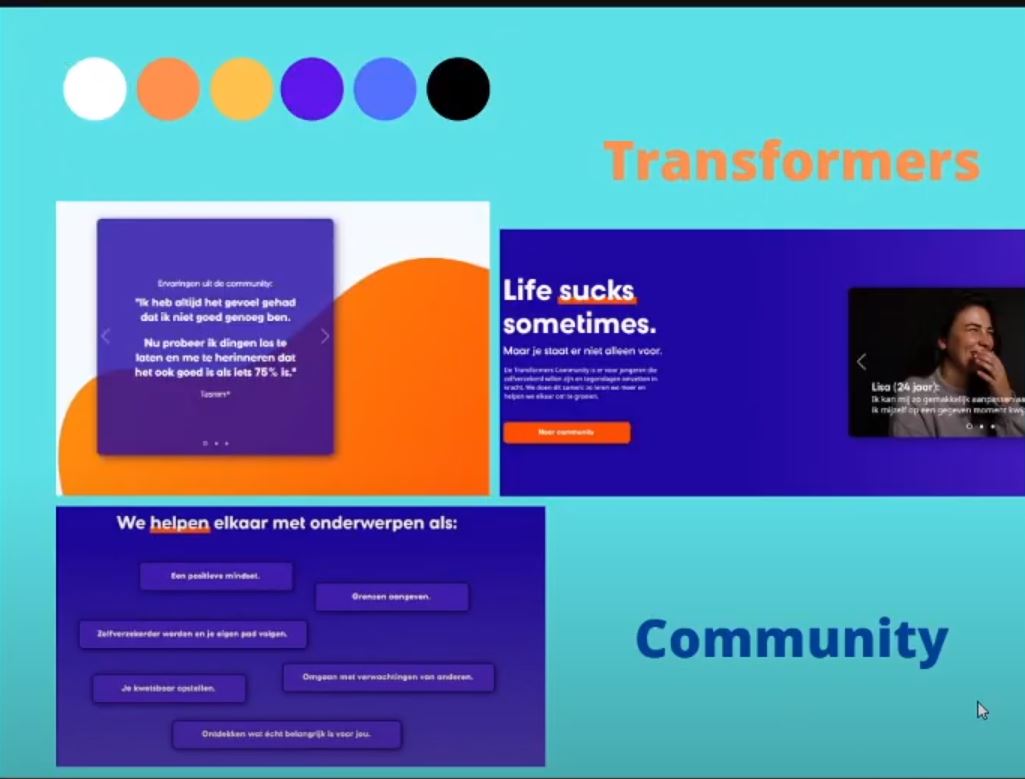 Transformers
Ervaringen uit de community:
"Ik heb altijd het gevoel gehad
dat ik niet goed genoeg ben.
Nu probeer ik dingen los te
laten en me te herinneren dat
het ook goed is als iets 75% is."
Life sucks
sometimes.
Maar je staat er niet alleen voor.
De Transformers Community is er voor jongeren die
zelfverzekerd willen zijn en tegenslagen omzetten in
kracht. We doen dit samen: zo leren we meer en
helpen we elkaar om te groeien.
Naar community
Lisa (24 jaar):
Ik kan mij zo gemakkelijk aanpassen
ik mijzelf op een gegeven moment
We helpen elkaar met onderwerpen als:
Een positieve mindset.
Grenzen aangeven.
Zelfverzekerder worden en je eigen pad volgen.
Omgaan met verwachtingen van anderen.
Je kwetsbaar opstellen.
Ontdekken wat écht belangrijk is voor jou.
Community